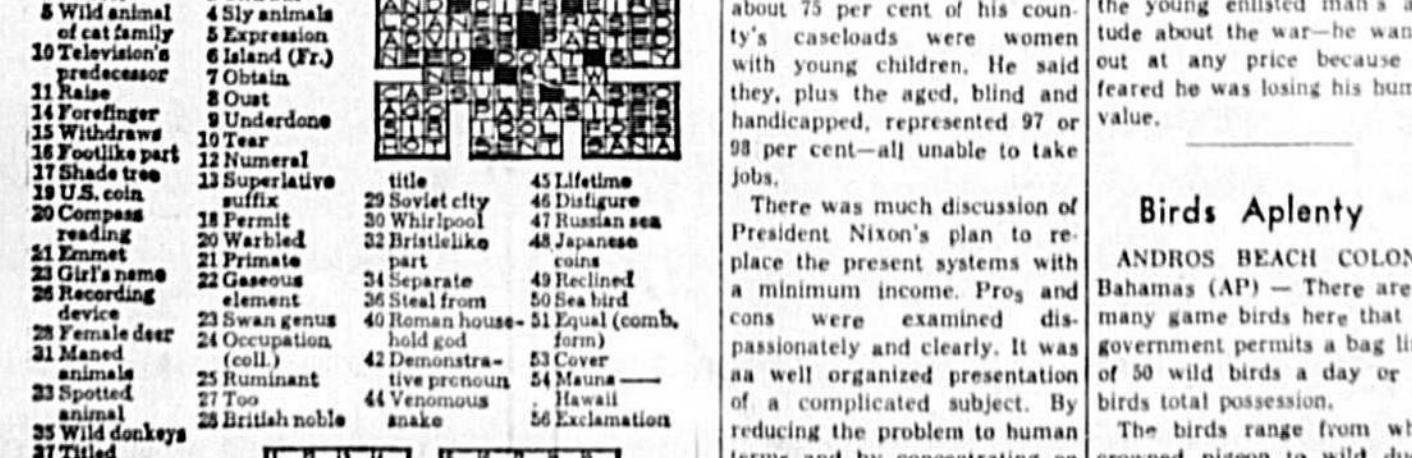 5 Wild animal
of cat family
10 Television's
predecessor
11 Raise
14 Forefinger
15 Withdraws
16 Footlike part
17 Shade tree
19 U.S. coin
20 Compass
reading
21 Emmet
23 Girl's name
26 Recording
device
28 Female deer
31 Maned
animals
33 Spotted
animal
35 Wild donkeys
37 Titled
4 Sly animals
5 Expression
6 Island (Fr.)
7 Obtain
8 Oust
9 Underdone
10 Tear
12 Numeral
13 Superlative
suffix
18 Permit
20 Warbled
21 Primate
22 Gaseous
element
23 Swan genus
24 Occupation
(coll.)
25 Ruminant
27 Too
28 British noble
title
29 Soviet city
30 Whirlpool
32 Bristlelike
part
34 Separate
36 Steal from
40 Roman house-
hold god
42 Demonstra-
tive pronoun
44 Venomous
snake
45 Lifetime
46 Disfigure
47 Russian sea
48 Japanese
coins
49 Reclined
50 Sea bird
51 Equal (comb.
form)
53 Cover
54 Mauna ——
Hawaii
56 Exclamation
about 75 per cent of his coun-
ty's caseloads were women
with young children. He said
they, plus the aged, blind and
handicapped, represented 97 or
98 per cent—all unable to take
jobs.
There was much discussion of
President Nixon's plan to re-
place the present systems with
a minimum income. Pros and
cons were examined dis-
passionately and clearly. It was
aa well organized presentation
of a complicated subject. By
reducing the problem to human
terms and by concentrating on
the young enlisted man's a
tude about the war—he wan
out at any price because
feared he was losing his hum
value.
Birds Aplenty
ANDROS BEACH COLON
Bahamas (AP) — There are
many game birds here that
government permits a bag li
of 50 wild birds a day or
birds total possession.
The birds range from wh
crowned pigeon to wild du